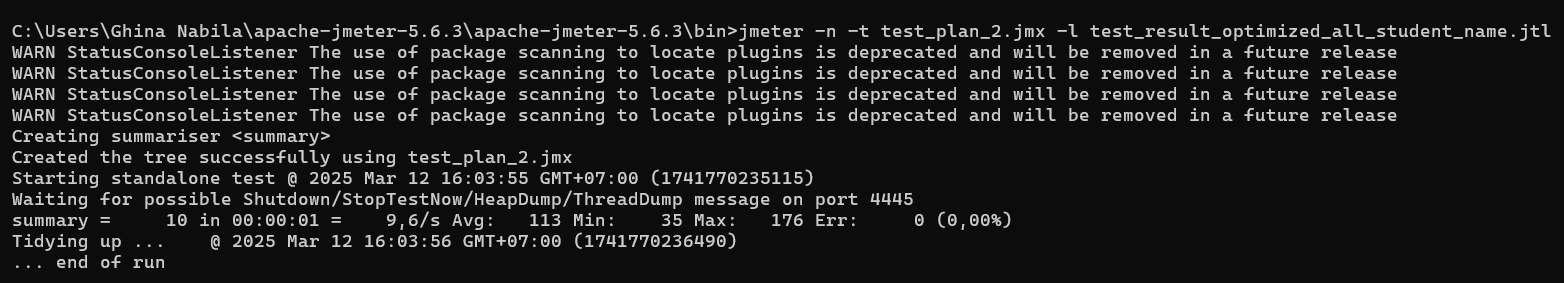 C:\Users\Ghina Nabila\apache-jmeter-5.6.3\apache-jmeter-5.6.3\bin>jmeter -n -t test_plan_2.jmx -l test_result_optimized_all_student_name.jtl
WARN StatusConsoleListener The use of package scanning to locate plugins is deprecated and will be removed in a future release
WARN StatusConsoleListener The use of package scanning to locate plugins is deprecated and will be removed in a future release
WARN StatusConsoleListener The use of package scanning to locate plugins is deprecated and will be removed in a future release
WARN StatusConsoleListener The use of package scanning to locate plugins is deprecated and will be removed in a future release
Creating summariser <summary>
Created the tree successfully using test_plan_2.jmx
Starting standalone test @ 2025 Mar 12 16:03:55 GMT+07:00 (1741770235115)
Waiting for possible Shutdown/StopTestNow/HeapDump/ThreadDump message on port 4445
summary =     10 in 00:00:01 =    9,6/s Avg:   113 Min:    35 Max:   176 Err:     0 (0,00%)
Tidying up ...    @ 2025 Mar 12 16:03:56 GMT+07:00 (1741770236490)
... end of run